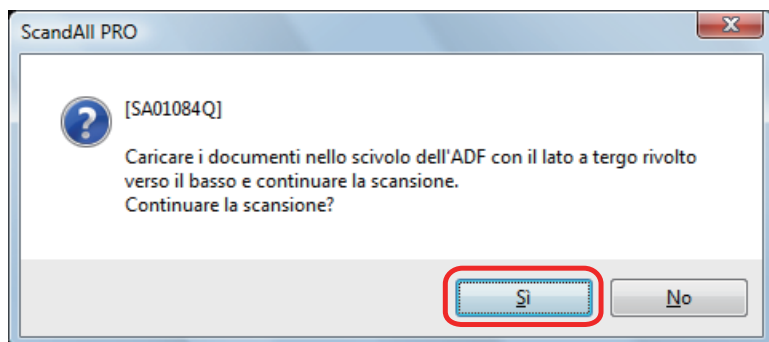 ScandAll PRO
[SA01084Q]
Caricare i documenti nello scivolo dell'ADF con il lato a tergo rivolto
verso il basso e continuare la scansione.
Continuare la scansione?
Sì
No